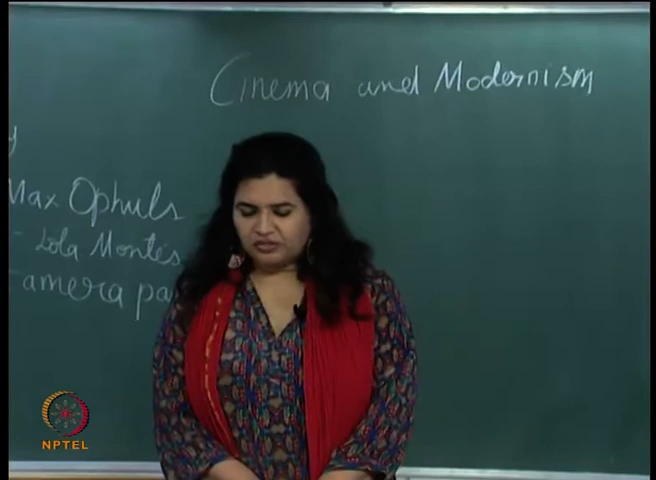 Cinema and Modernism
Max Ophuls
- Lola Montes
amera pa
NPTEL